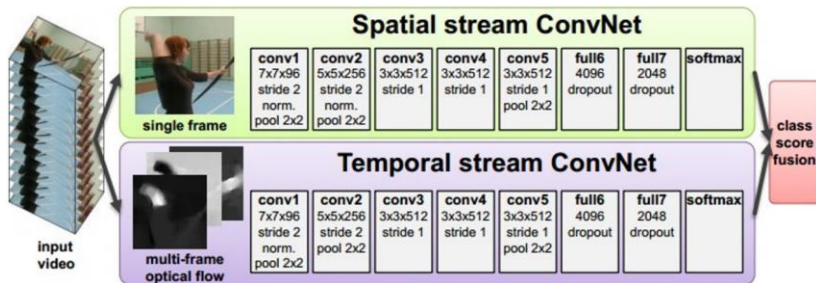 Spatial stream ConvNet
conv1
7x7x96
stride 2
norm.
pool 2x2
conv2
5x5x256
stride 2
norm.
pool 2x2
conv3
3x3x512
stride 1
conv4
3x3x512
stride 1
conv5
3x3x512
stride 1
pool 2x2
full6
4096
dropout
full7
2048
dropout
softmax
single frame
Temporal stream ConvNet
conv1
7x7x96
stride 2
norm.
pool 2x2
conv2
5x5x256
stride 2
pool 2x2
conv3
3x3x512
stride 1
conv4
3x3x512
stride 1
conv5
3x3x512
stride 1
pool 2x2
full6
4096
dropout
full7
2048
dropout
softmax
multi-frame
optical flow
input
video
class
score
fusion